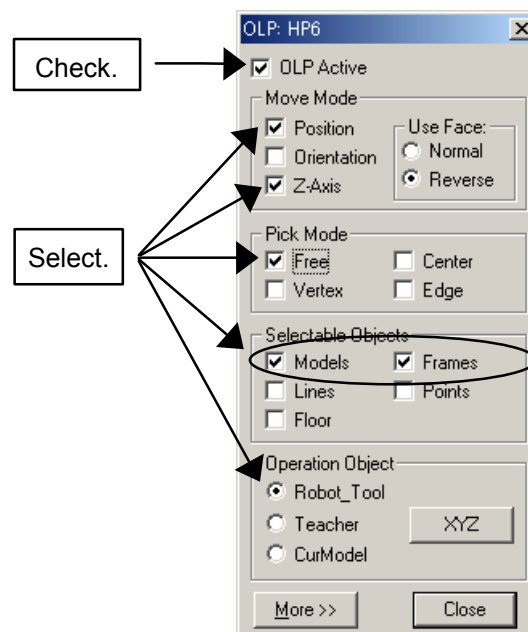 OLP: HP6
Check.
OLP Active
Move Mode
Position
Orientation
Z-Axis
Use Face:
Normal
Reverse
Select.
Pick Mode
Free
Center
Vertex
Edge
Selectable Objects
Models
Frames
Lines
Points
Floor
Operation Object
Robot_Tool
Teacher
XYZ
CurModel
More >>
Close